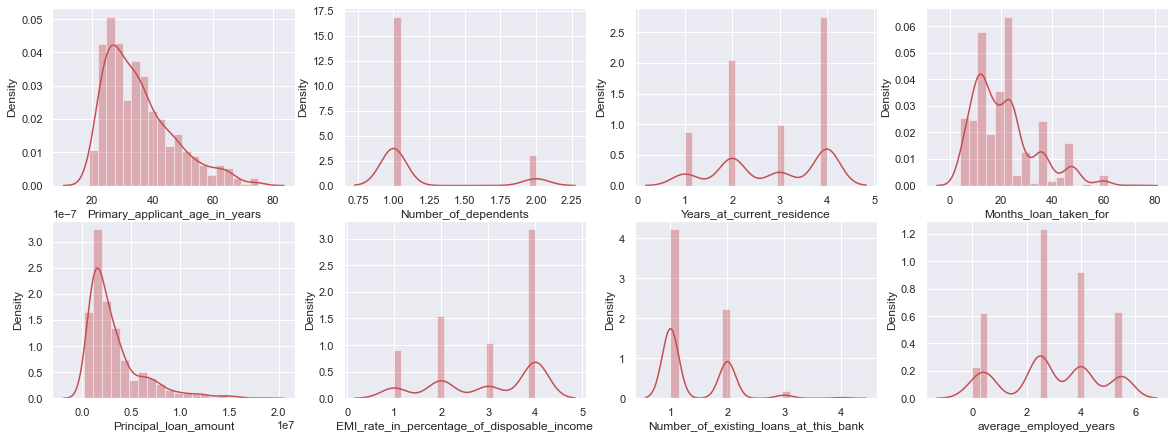 0.05
0.04
0.03
0.02
0.01
0.00
Density
20 40 60 80
Primary_applicant_age_in_years
17.5
15.0
12.5
10.0
7.5
5.0
2.5
0.0
Density
0.75 1.00 1.25 1.50 1.75 2.00 2.25
Number_of_dependents
2.5
2.0
1.5
1.0
0.5
0.0
Density
0 1 2 3 4 5
Years_at_current_residence
0.06
0.05
0.04
0.03
0.02
0.01
0.00
Density
0 20 40 60 80
Months_loan_taken_for
1e−7
3.0
2.5
2.0
1.5
1.0
0.5
0.0
Density
0.0 0.5 1.0 1.5 2.0
1e7
Principal_loan_amount
3.0
2.5
2.0
1.5
1.0
0.5
0.0
Density
0 1 2 3 4 5
EMI_rate_in_percentage_of_disposable_income
4
3
2
1
0
Density
1 2 3 4
Number_of_existing_loans_at_this_bank
1.2
1.0
0.8
0.6
0.4
0.2
0.0
Density
0 2 4 6
average_employed_years